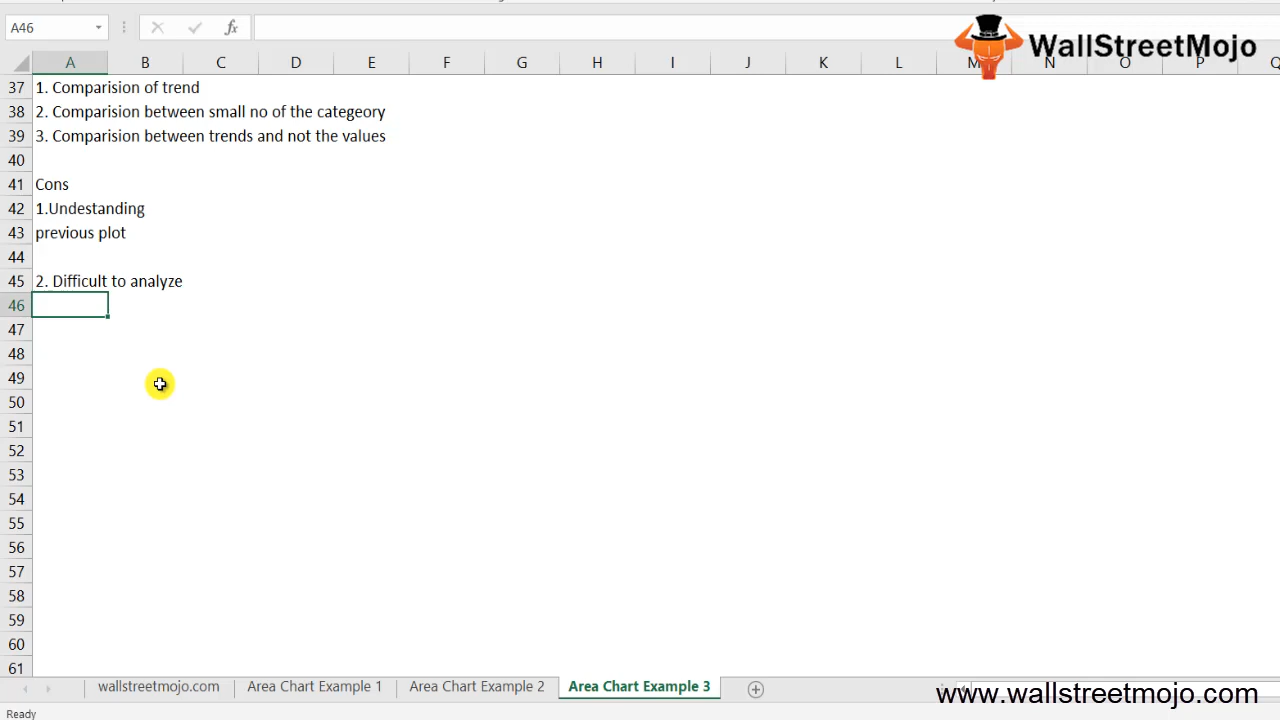 A46
fx
WallStreetMojo
A B C D E F G H I J K L M N O P Q
37 1. Comparision of trend
38 2. Comparision between small no of the categeory
39 3. Comparision between trends and not the values
40
41 Cons
42 1.Undestanding
43 previous plot
44
45 2. Difficult to analyze
46
47
48
49
50
51
52
53
54
55
56
57
58
59
60
61
wallstreetmojo.com Area Chart Example 1 Area Chart Example 2 Area Chart Example 3
www.wallstreetmojo.com
Ready